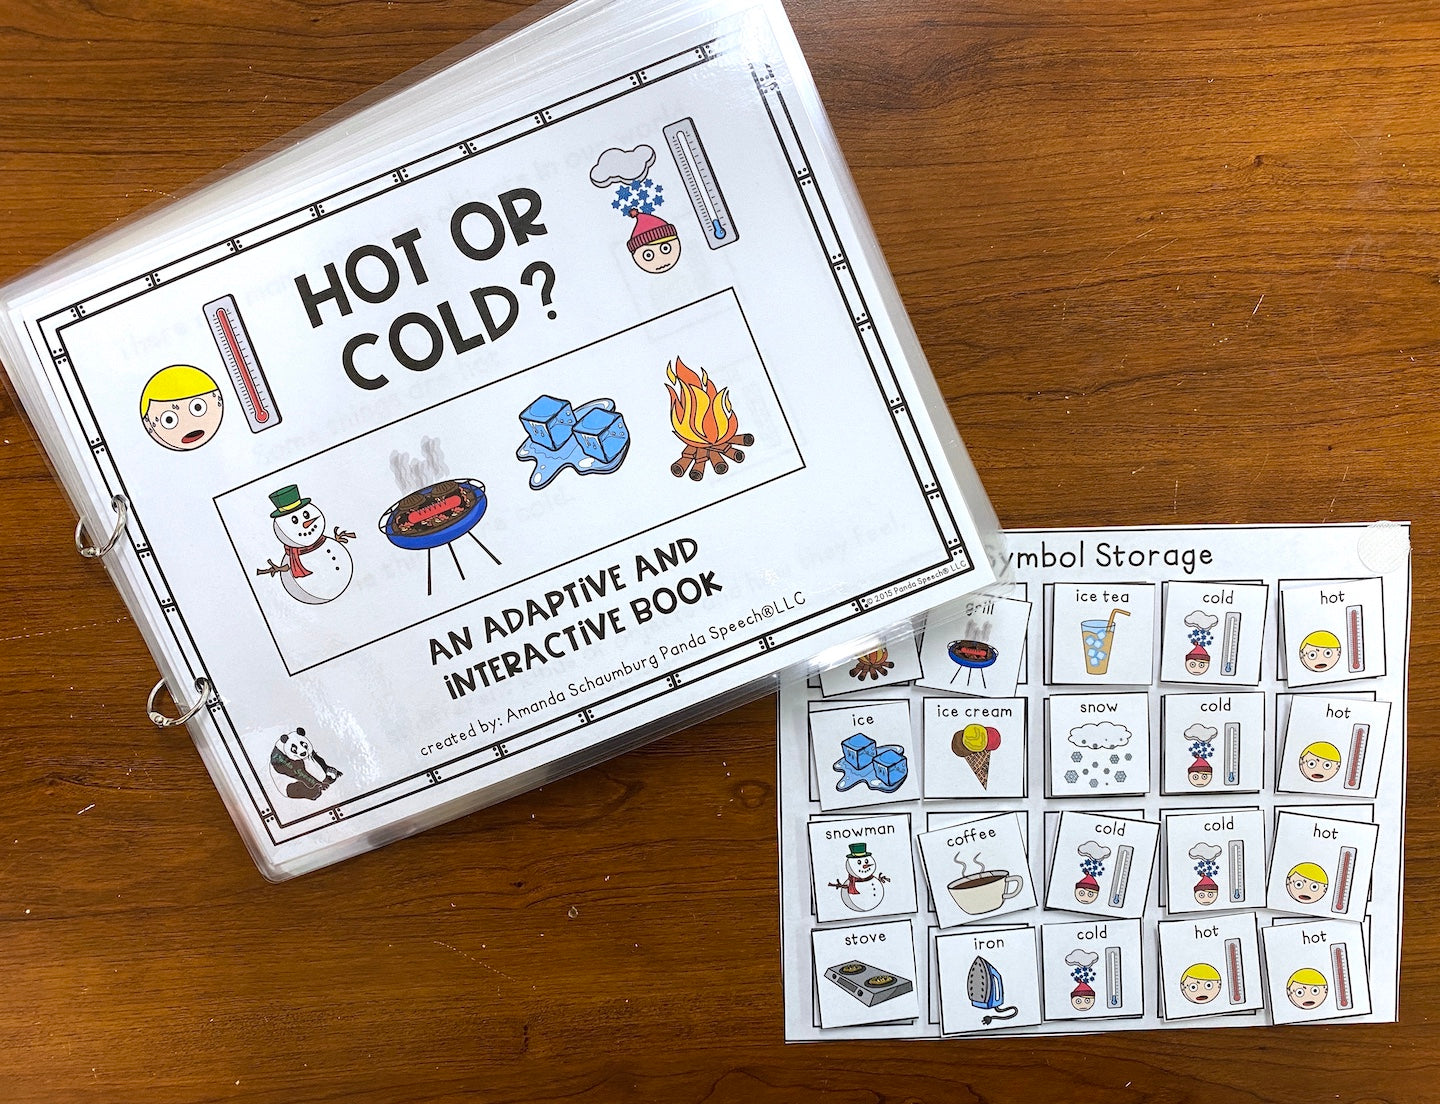 HOT OR
COLD?
AN ADAPTIVE AND
INTERACTIVE BOOK
created by: Amanda Schaumburg Panda Speech®LLC
© 2015 Panda Speech® LLC
Symbol Storage
grill
ice tea
cold
hot
ice
ice cream
snow
cold
hot
snowman
coffee
cold
cold
hot
stove
iron
cold
hot
hot